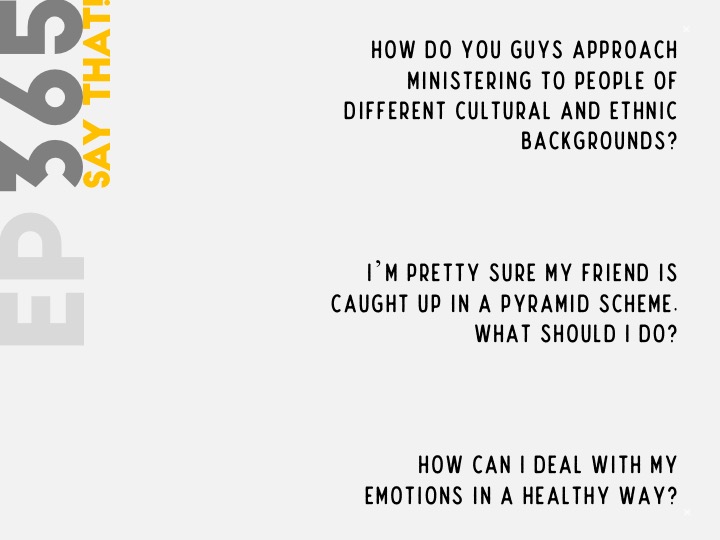 EP 365
SAY THAT!
HOW DO YOU GUYS APPROACH
MINISTERING TO PEOPLE OF
DIFFERENT CULTURAL AND ETHNIC
BACKGROUNDS?
I'M PRETTY SURE MY FRIEND IS
CAUGHT UP IN A PYRAMID SCHEME.
WHAT SHOULD I DO?
HOW CAN I DEAL WITH MY
EMOTIONS IN A HEALTHY WAY?